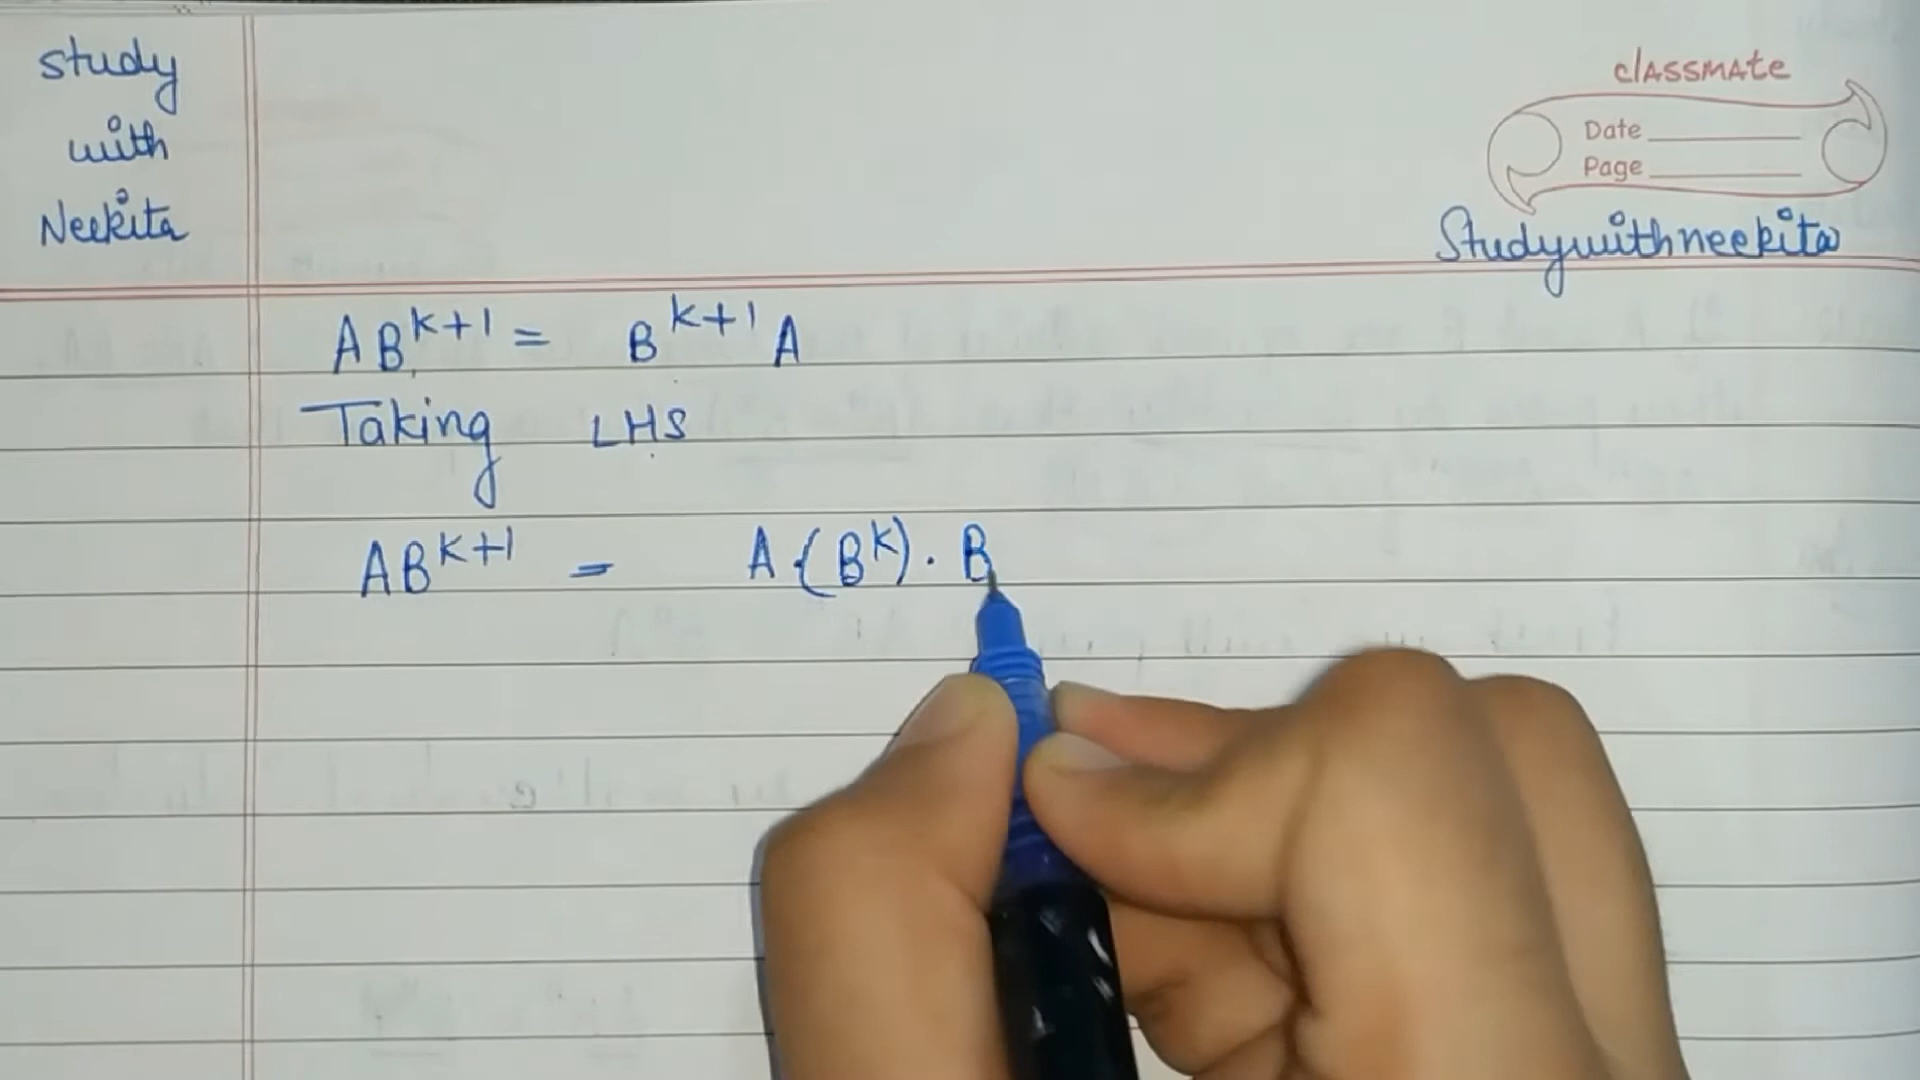 study
with
Neekita
classmate
Date
Page
Studywithneekita
AB^{k+1} = B^{k+1} A
Taking LHS
AB^{k+1} = A·(B^k)·B